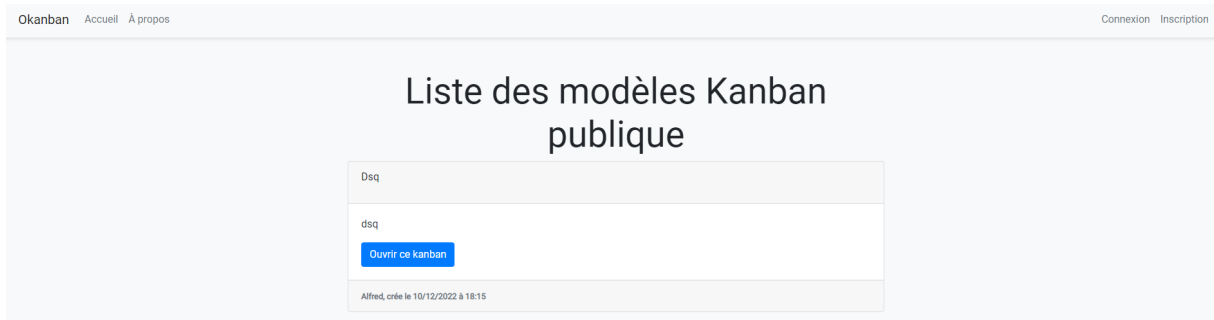 Okanban Accueil À propos Connexion Inscription
Liste des modèles Kanban
publique
Dsq
dsq
Ouvrir ce kanban
Alfred, crée le 10/12/2022 à 18:15